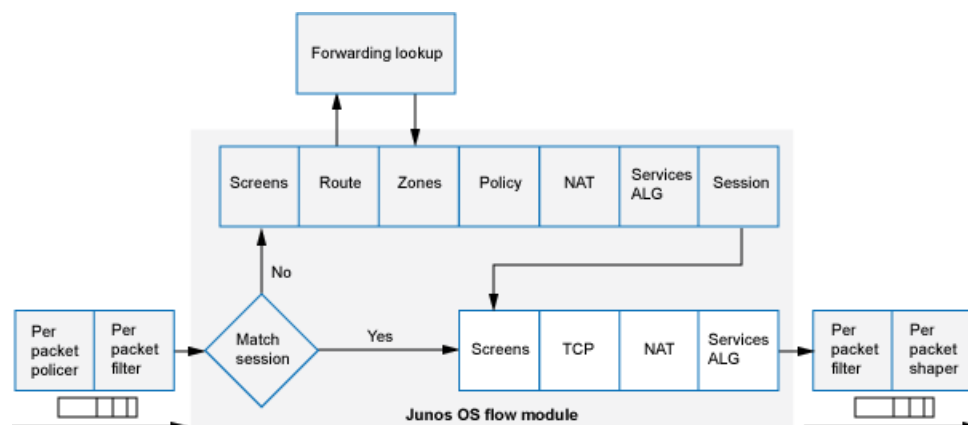 Forwarding lookup
Screens
Route
Zones
Policy
NAT
Services
ALG
Session
No
Per
packet
policer
Per
packet
filter
Match
session
Yes
Screens
TCP
NAT
Services
ALG
Per
packet
filter
Per
packet
shaper
Junos OS flow module